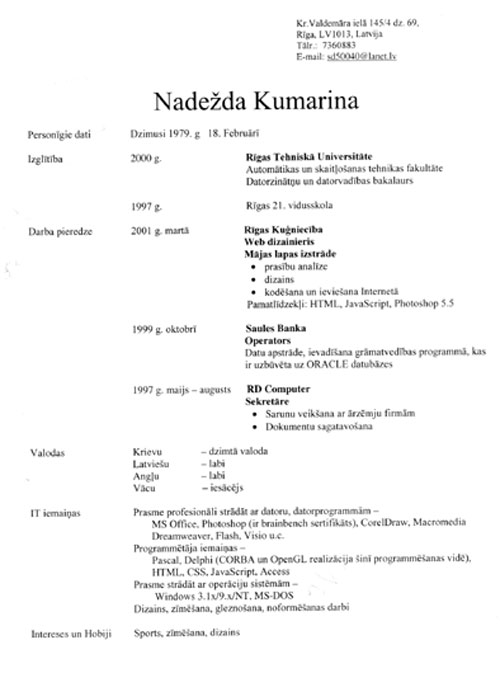 Kr.Valdemāra ielā 145/4 dz. 69,
Rīga, LV1013, Latvija
Tālr.: 7360883
E-mail: sd50040@lanet.lv
Nadežda Kumarina
Personīgie dati Dzimusi 1979. g 18. Februārī
Izglītība 2000 g. Rīgas Tehniskā Universitāte
Automātikas un skaitļošanas tehnikas fakultāte
Datorzinātņu un datorvadības bakalaurs
1997 g. Rīgas 21. vidusskola
Darba pieredze 2001 g. martā Rīgas Kuģniecība
Web dizainieris
Mājas lapas izstrāde
• prasību analīze
• dizains
• kodēšana un ieviešana Internetā
Pamatlīdzekļi: HTML, JavaScript, Photoshop 5.5
1999 g. oktobrī Saules Banka
Operators
Datu apstrāde, ievadīšana grāmatvedības programmā, kas
ir uzbūvēta uz ORACLE datubāzes
1997 g. maijs – augusts RD Computer
Sekretāre
• Sarunu veikšana ar ārzēmju firmām
• Dokumentu sagatavošana
Valodas Krievu – dzimtā valoda
Latviešu – labi
Angļu – labi
Vācu – iesācējs
IT iemaiņas Prasme profesionāli strādāt ar datoru, datorprogrammām –
MS Office, Photoshop (ir brainbench sertifikāts), CorelDraw, Macromedia
Dreamweaver, Flash, Visio u.c.
Programmētāja iemaiņas –
Pascal, Delphi (CORBA un OpenGL realizācija šinī programmēšanas vidē),
HTML, CSS, JavaScript, Access
Prasme strādāt ar operāciju sistēmām –
Windows 3.1x/9.x/NT, MS-DOS
Dizains, zīmēšana, gleznošana, noformēšanas darbi
Intereses un Hobiji Sports, zīmēšana, dizains